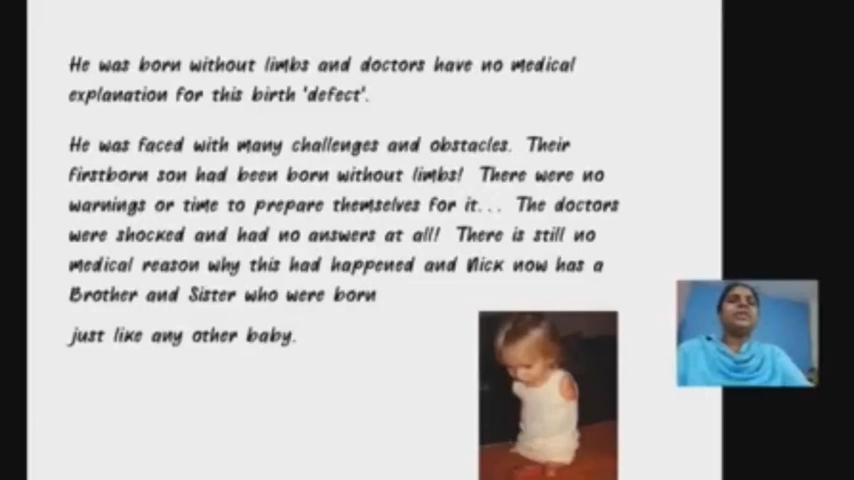 He was born without limbs and doctors have no medical
explanation for this birth 'defect'.
He was faced with many challenges and obstacles. Their
firstborn son had been born without limbs! There were no
warnings or time to prepare themselves for it... The doctors
were shocked and had no answers at all! There is still no
medical reason why this had happened and Nick now has a
Brother and Sister who were born
just like any other baby.